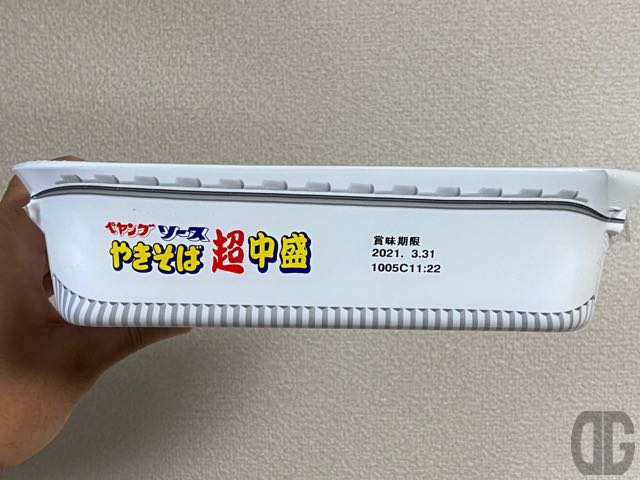 ペヤング ソース
やきそば 超中盛
賞味期限
2021. 3.31
1005C11:22
DG